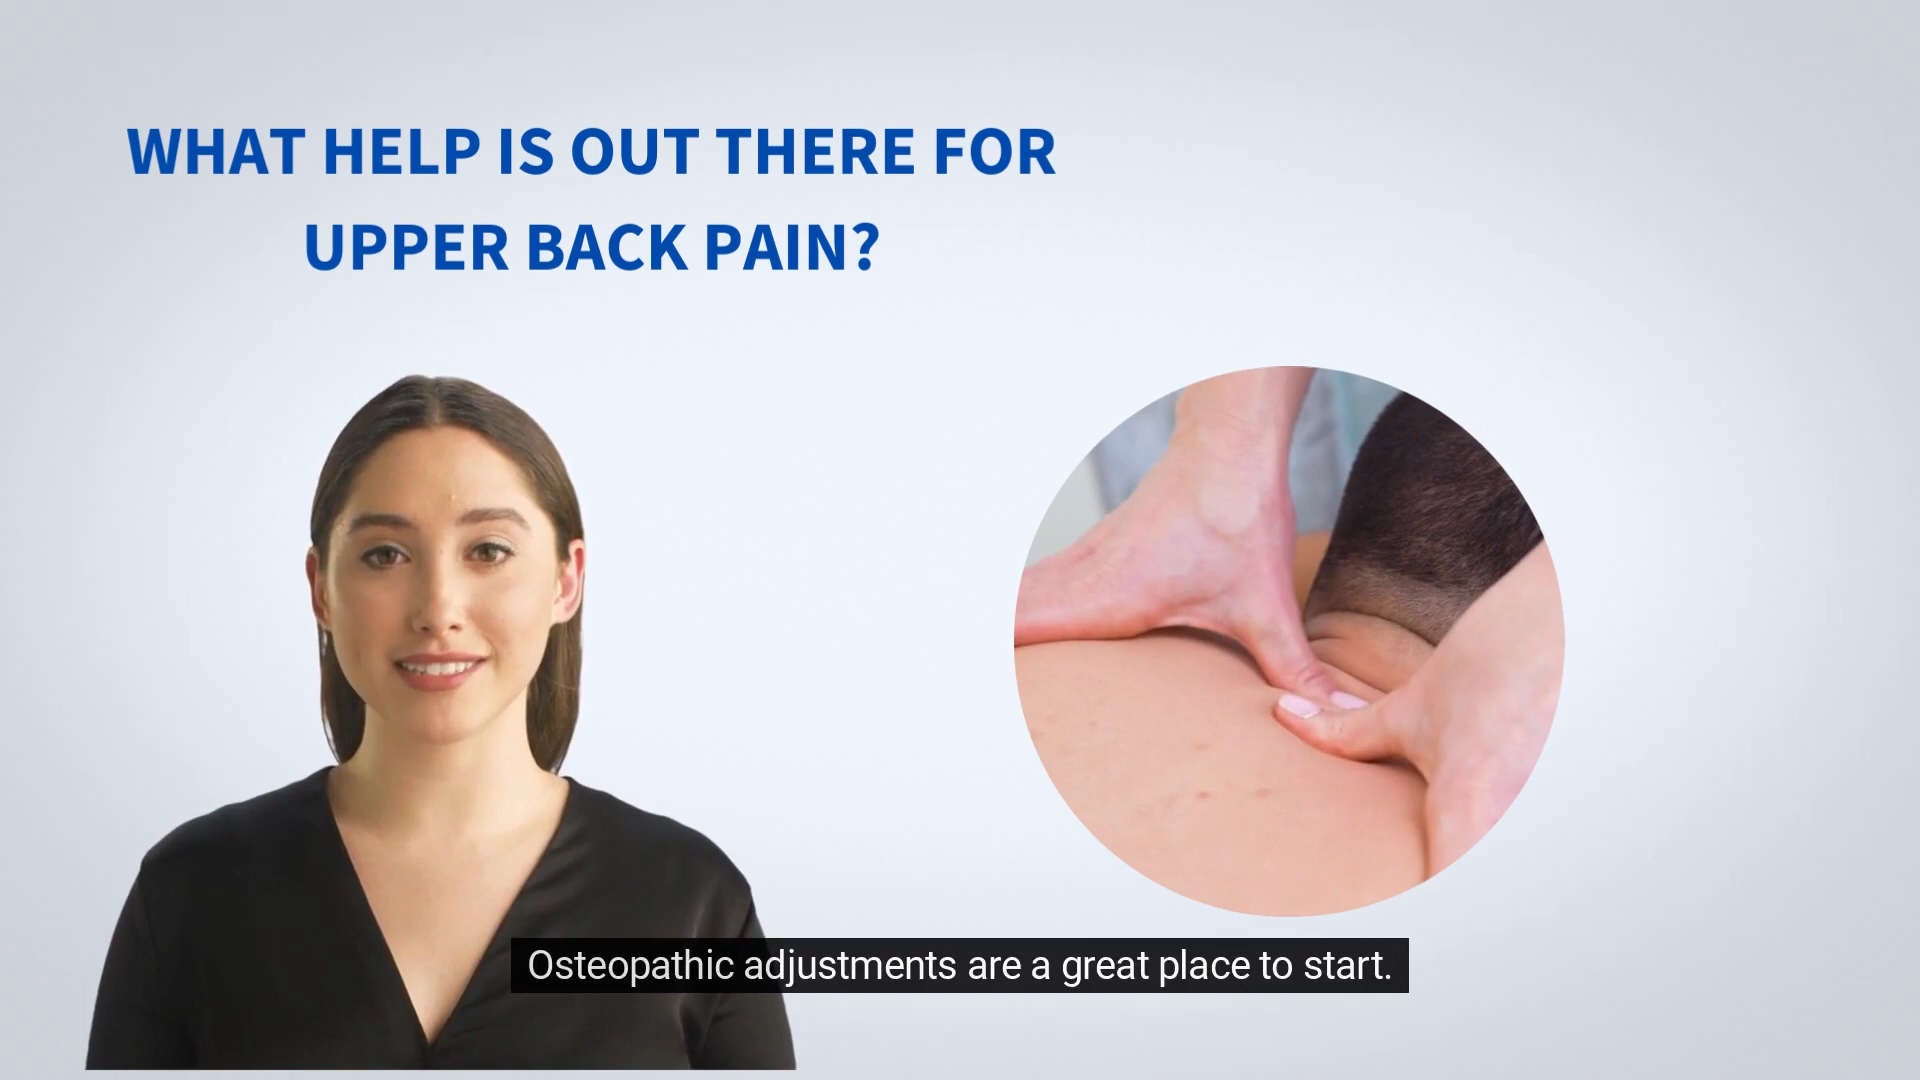 WHAT HELP IS OUT THERE FOR
UPPER BACK PAIN?
Osteopathic adjustments are a great place to start.